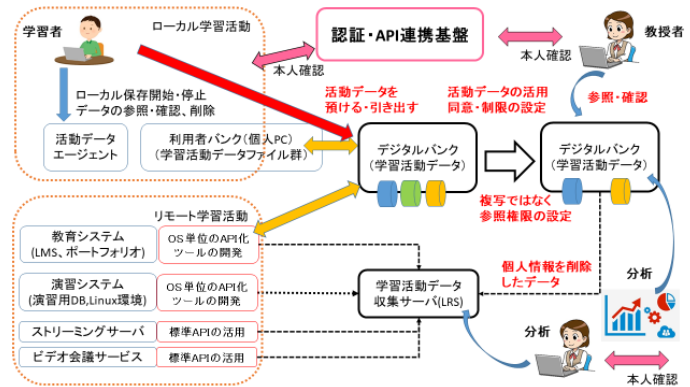 学習者
ローカル学習活動
認証・API連携基盤
教授者
本人確認
本人確認
ローカル保存開始・停止
データの参照・確認、削除
活動データを
預ける・引き出す
活動データの活用
同意・制限の設定
参照・確認
活動データ
エージェント
利用者バンク(個人PC)
(学習活動データファイル群)
デジタルバンク
(学習活動データ)
デジタルバンク
(学習活動データ)
複写ではなく
参照権限の設定
リモート学習活動
教育システム
(LMS、ポートフォリオ)
OS単位のAPI化
ツールの開発
演習システム
(演習用DB,Linux環境)
OS単位のAPI化
ツールの開発
学習活動データ
収集サーバ(LRS)
個人情報を削除
したデータ
分析
ストリーミングサーバ
標準APIの活用
ビデオ会議サービス
標準APIの活用
分析
本人確認